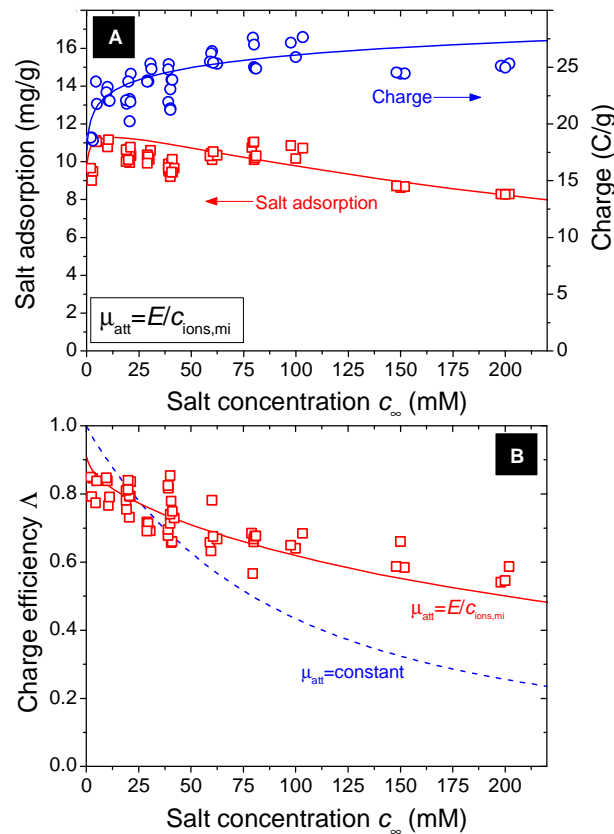 A
Salt adsorption (mg/g)
16
14
12
10
8
6
4
2
0
Charge (C/g)
25
20
15
10
5
0
Charge
Salt adsorption
μatt=E/cions,mi
0 25 50 75 100 125 150 175 200
Salt concentration c∞ (mM)
B
Charge efficiency Λ
1.0
0.8
0.6
0.4
0.2
0.0
μatt=E/cions,mi
μatt=constant
0 25 50 75 100 125 150 175 200
Salt concentration c∞ (mM)